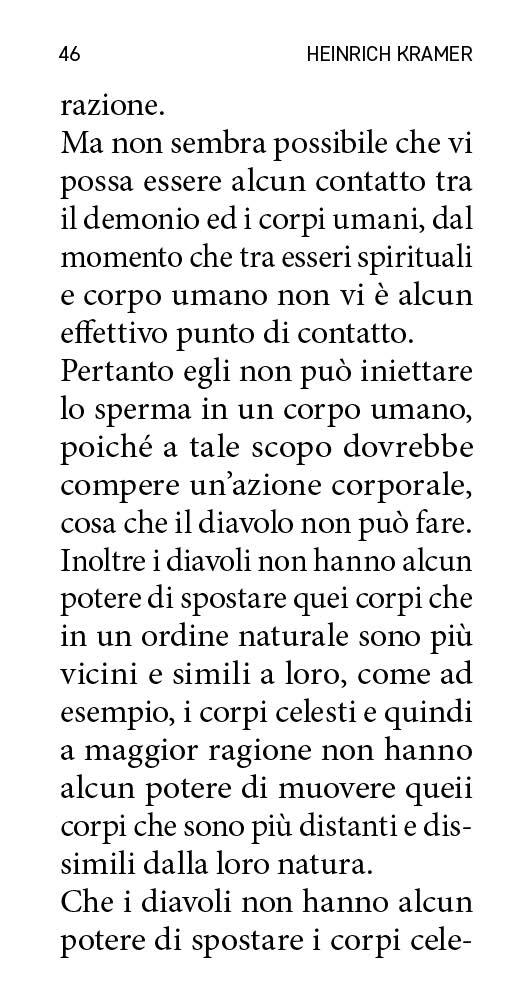 46 HEINRICH KRAMER
razione.
Ma non sembra possibile che vi
possa essere alcun contatto tra
il demonio ed i corpi umani, dal
momento che tra esseri spirituali
e corpo umano non vi è alcun
effettivo punto di contatto.
Pertanto egli non può iniettare
lo sperma in un corpo umano,
poiché a tale scopo dovrebbe
compere un’azione corporale,
cosa che il diavolo non può fare.
Inoltre i diavoli non hanno alcun
potere di spostare quei corpi che
in un ordine naturale sono più
vicini e simili a loro, come ad
esempio, i corpi celesti e quindi
a maggior ragione non hanno
alcun potere di muovere queii
corpi che sono più distanti e dis-
simili dalla loro natura.
Che i diavoli non hanno alcun
potere di spostare i corpi cele-